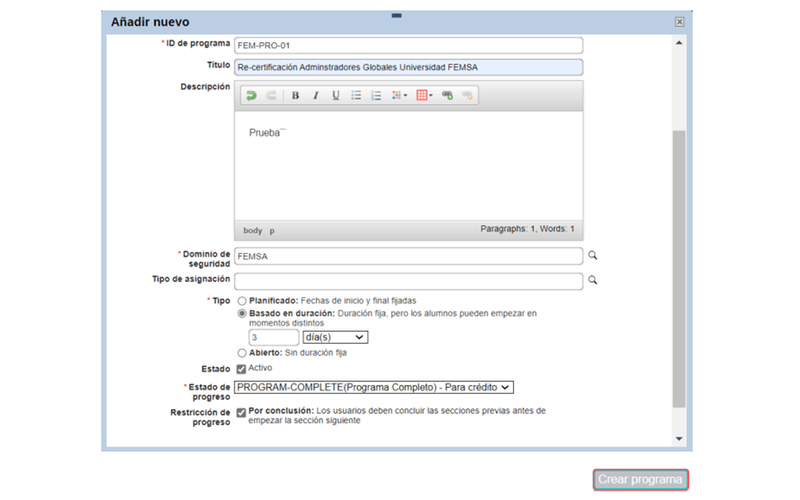 Añadir nuevo
* ID de programa FEM-PRO-01
Titulo Re-certificación Adminstradores Globales Universidad FEMSA
Descripción
B I U
Prueba
body p Paragraphs: 1, Words: 1
* Dominio de FEMSA
seguridad
Tipo de asignación
* Tipo Planificado: Fechas de inicio y final fijadas
Basado en duración: Duración fija, pero los alumnos pueden empezar en
momentos distintos
3 día(s)
Abierto: Sin duración fija
Estado Activo
* Estado de PROGRAM-COMPLETE(Programa Completo) - Para crédito
progreso
Restricción de Por conclusión: Los usuarios deben concluir las secciones previas antes de
progreso empezar la sección siguiente
Crear programa